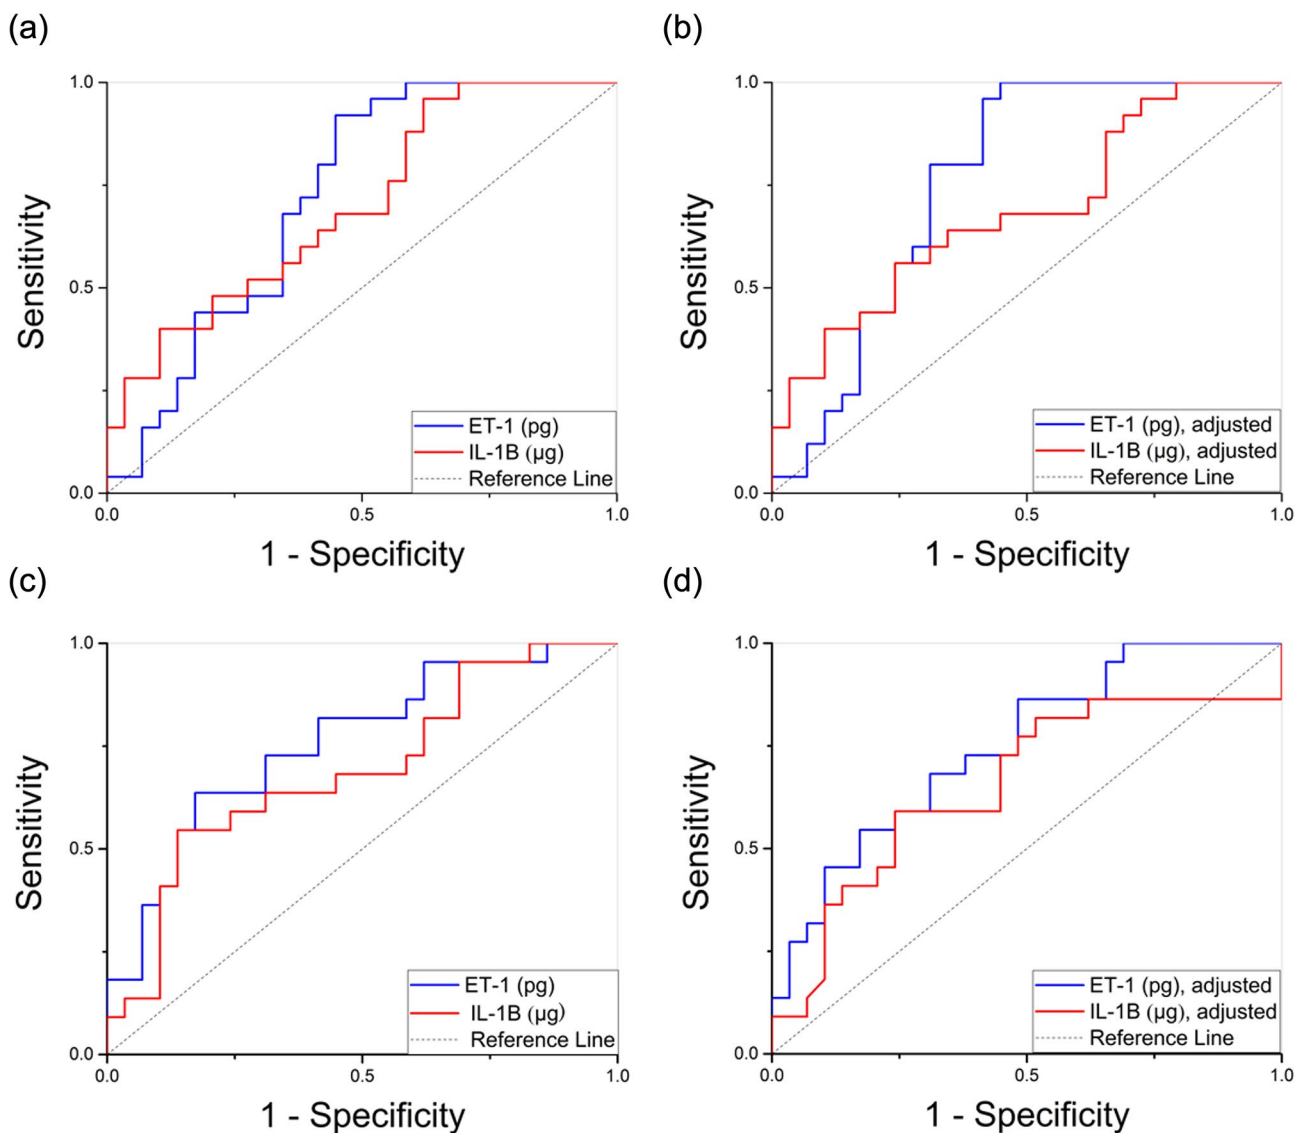 (a)
1.0
0.5
0.0
Sensitivity
ET-1 (pg)
IL-1B (µg)
Reference Line
0.0 0.5 1.0
1 - Specificity
(b)
1.0
0.5
0.0
Sensitivity
ET-1 (pg), adjusted
IL-1B (µg), adjusted
Reference Line
0.0 0.5 1.0
1 - Specificity
(c)
1.0
0.5
0.0
Sensitivity
ET-1 (pg)
IL-1B (µg)
Reference Line
0.0 0.5 1.0
1 - Specificity
(d)
1.0
0.5
0.0
Sensitivity
ET-1 (pg), adjusted
IL-1B (µg), adjusted
Reference Line
0.0 0.5 1.0
1 - Specificity